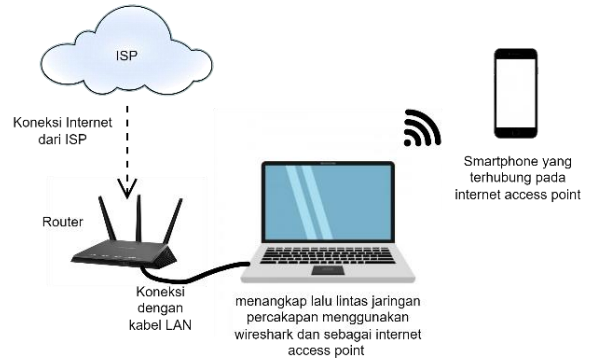 ISP
Koneksi Internet
dari ISP
Router
Koneksi
dengan
kabel LAN
menangkap lalu lintas jaringan
percakapan menggunakan
wireshark dan sebagai internet
access point
Smartphone yang
terhubung pada
internet access point